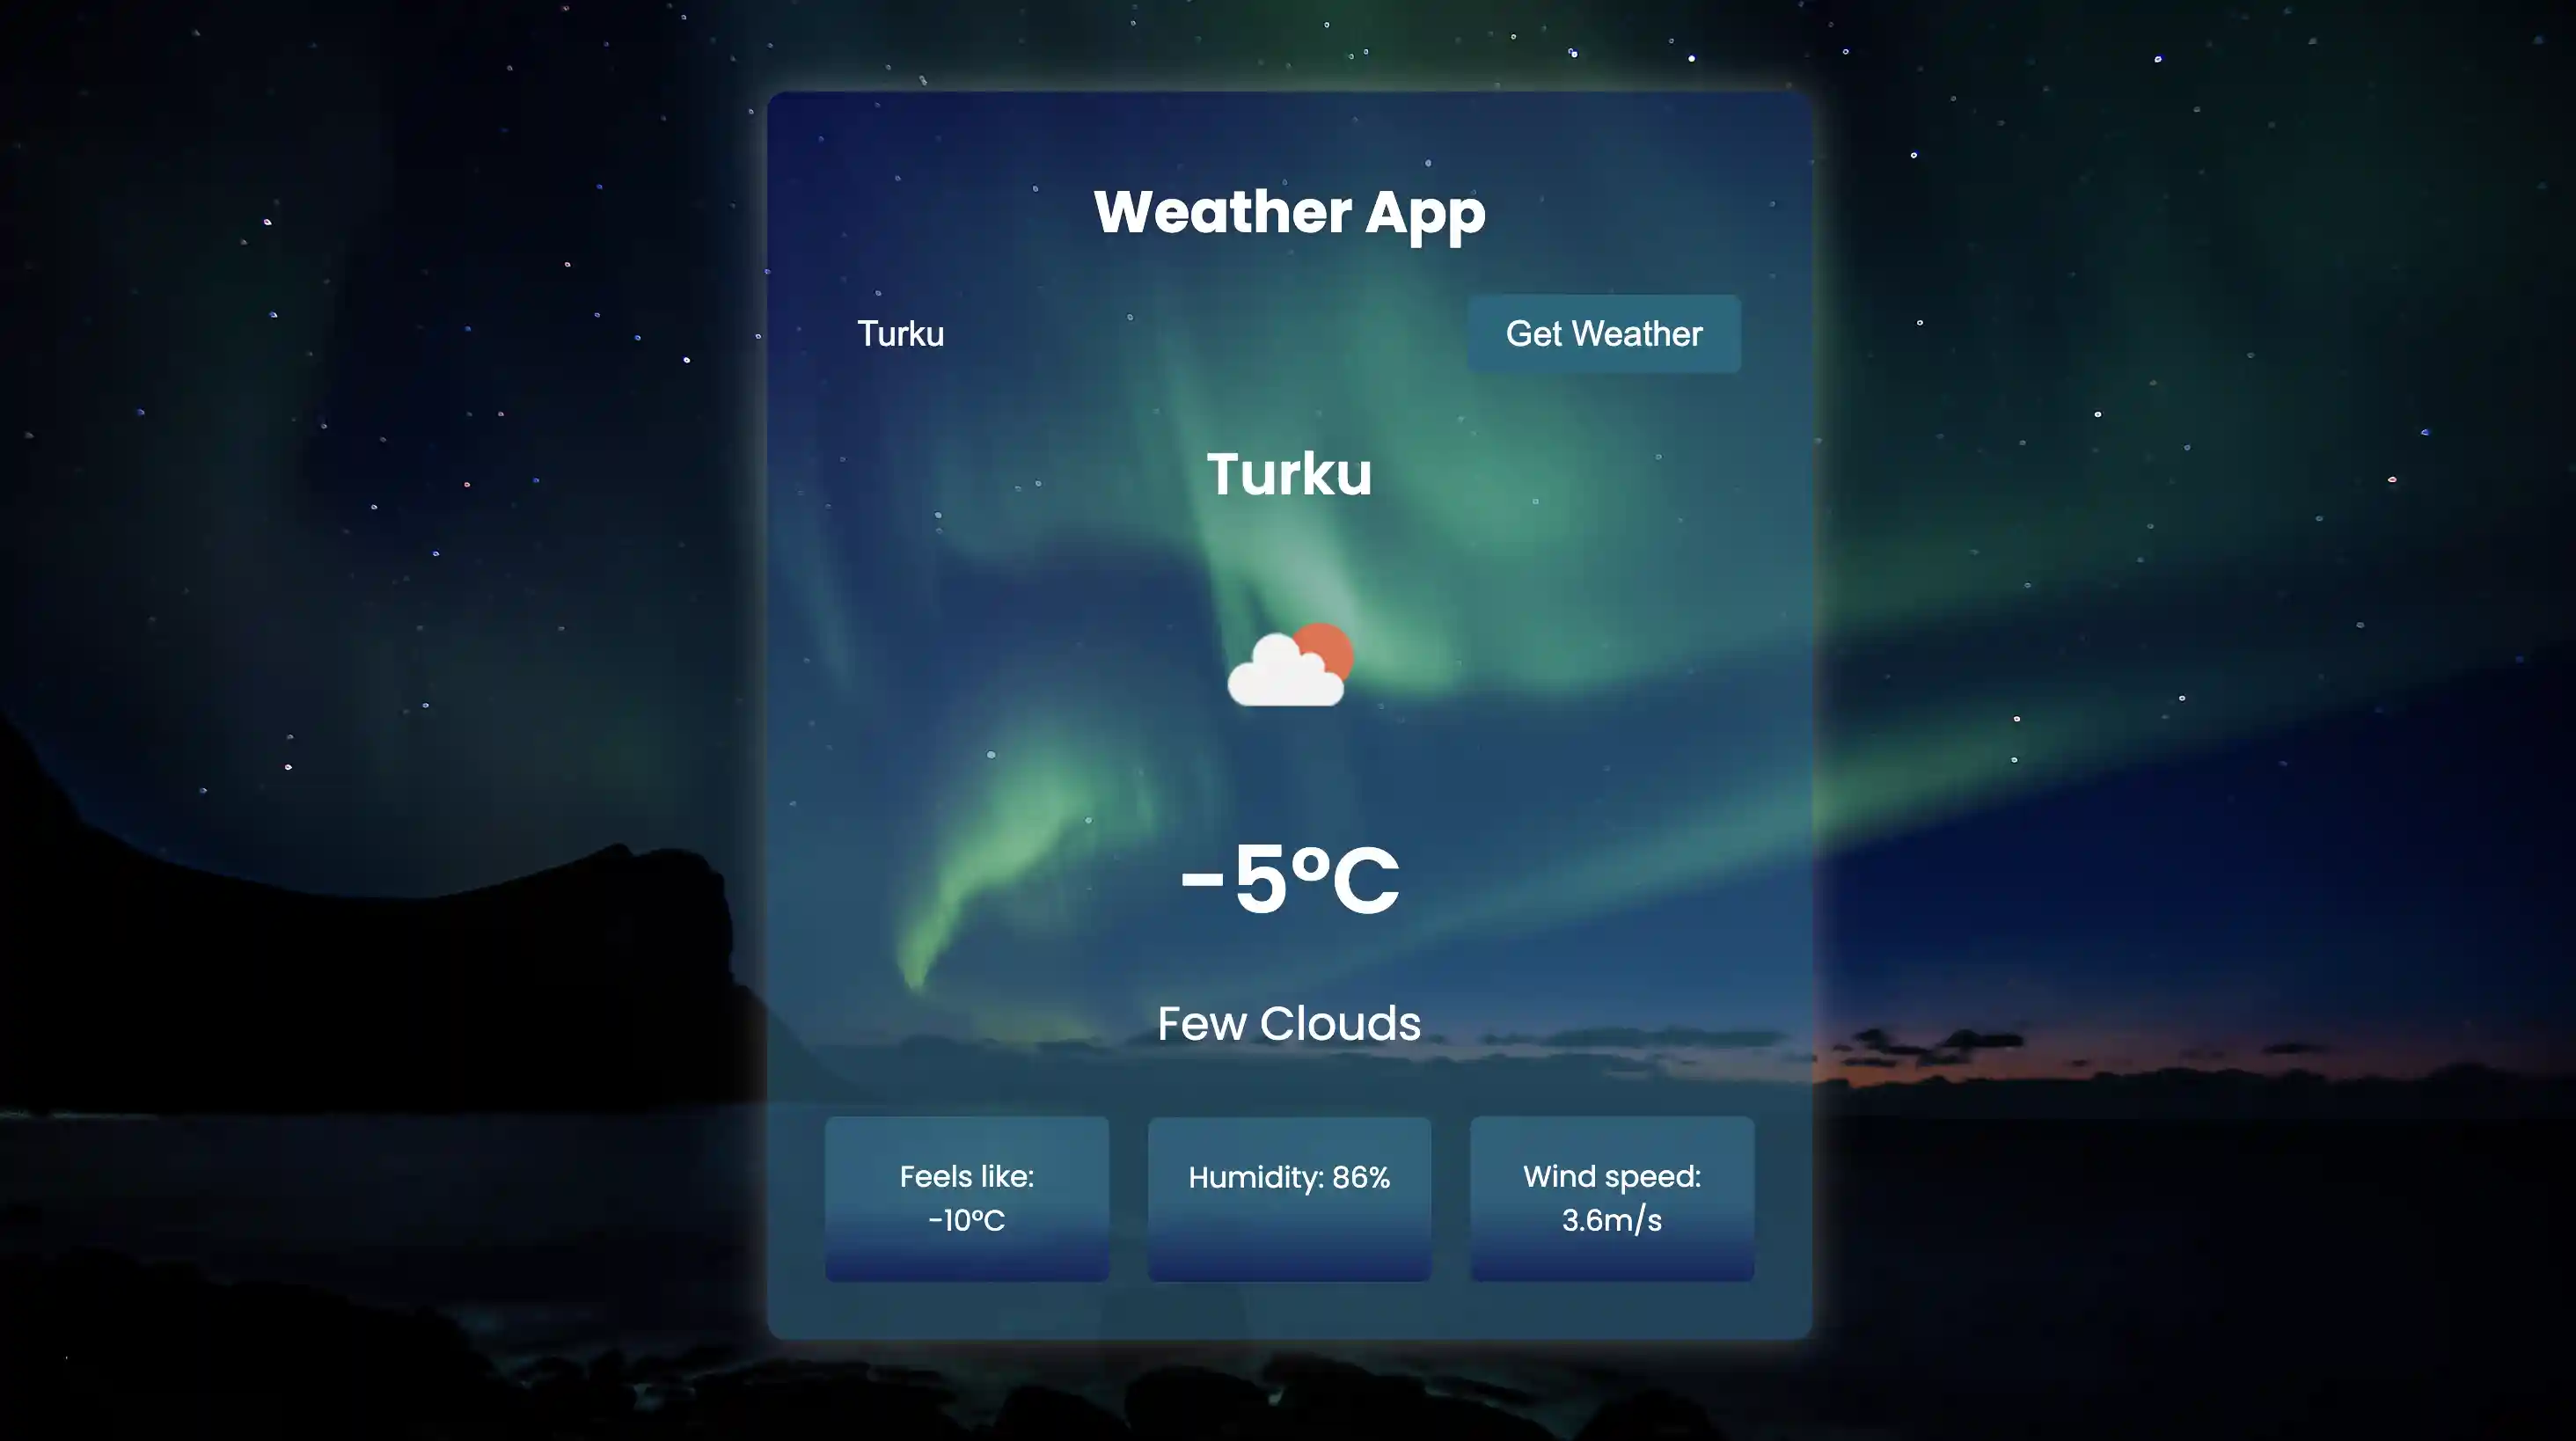 Weather App
Turku
Get Weather
Turku
-5°C
Few Clouds
Feels like:
-10°C
Humidity: 86%
Wind speed:
3.6m/s